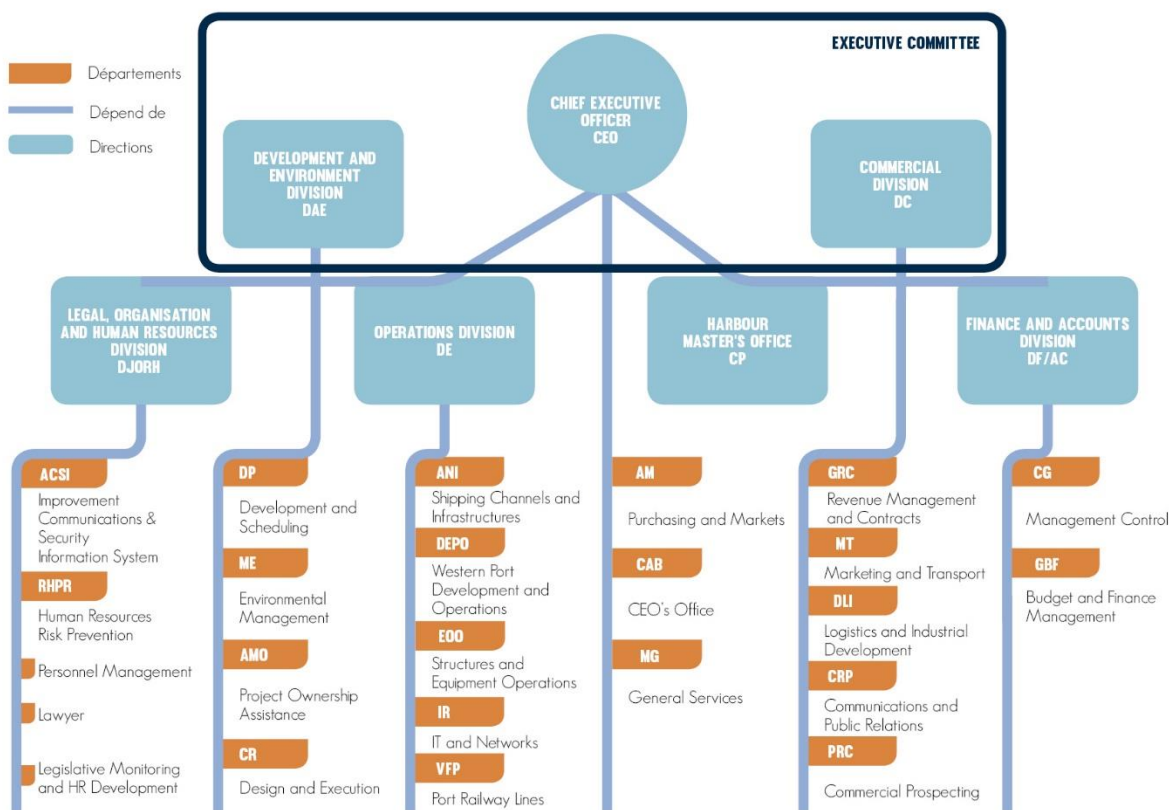 EXECUTIVE COMMITTEE
Départements
Dépend de
Directions
CHIEF EXECUTIVE
OFFICER
CEO
DEVELOPMENT AND
ENVIRONMENT
DIVISION
DAE
COMMERCIAL
DIVISION
DC
LEGAL, ORGANISATION
AND HUMAN RESOURCES
DIVISION
DJORH
OPERATIONS DIVISION
DE
HARBOUR
MASTER'S OFFICE
CP
FINANCE AND ACCOUNTS
DIVISION
DF/AC
ACSI
Improvement
Communications &
Security
Information System
RHPR
Human Resources
Risk Prevention
Personnel Management
Lawyer
Legislative Monitoring
and HR Development
DP
Development and
Scheduling
ME
Environmental
Management
AMO
Project Ownership
Assistance
CR
Design and Execution
ANI
Shipping Channels and
Infrastructures
DEPO
Western Port
Development and
Operations
EOO
Structures and
Equipment Operations
IR
IT and Networks
VFP
Port Railway Lines
AM
Purchasing and Markets
CAB
CEO's Office
MG
General Services
GRC
Revenue Management
and Contracts
MT
Marketing and Transport
DLI
Logistics and Industrial
Development
CRP
Communications and
Public Relations
PRC
Commercial Prospecting
CG
Management Control
GBF
Budget and Finance
Management